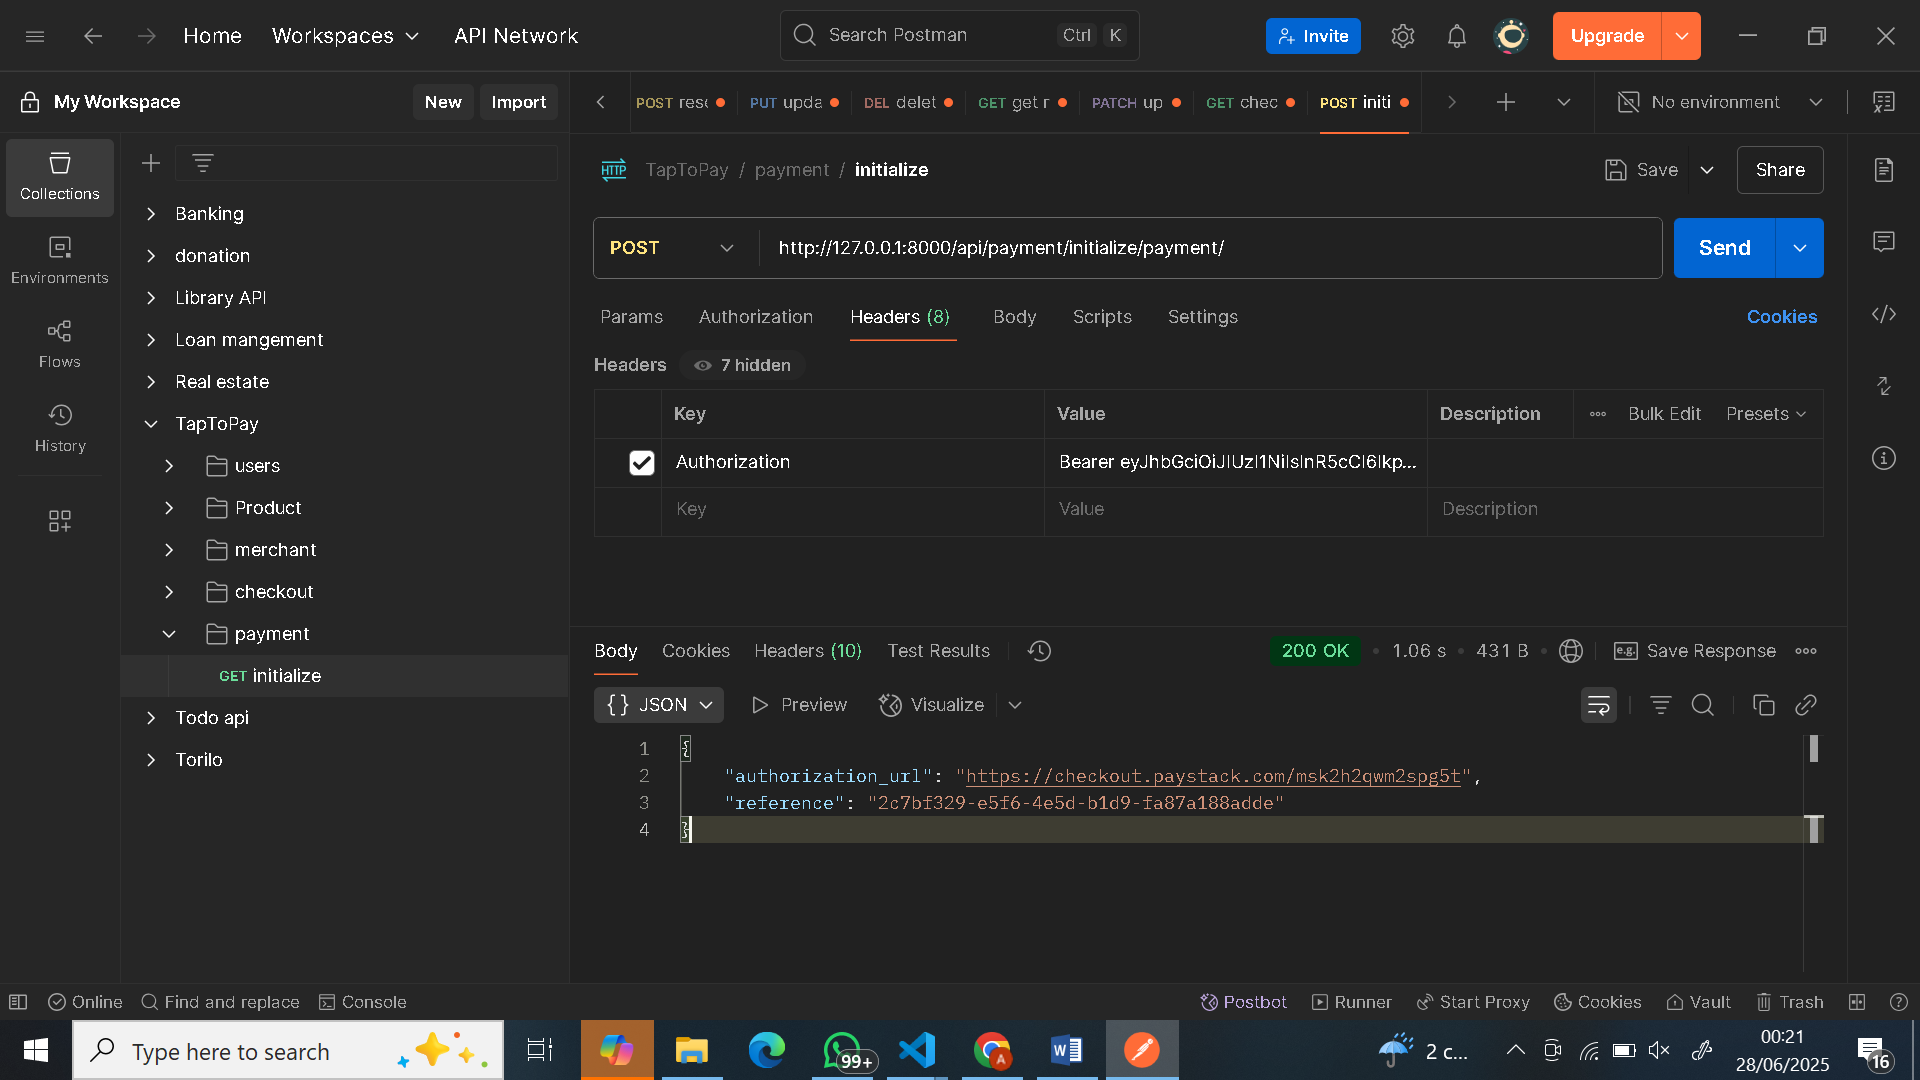 Home
Workspaces
API Network
Search Postman
Ctrl K
Invite
Upgrade
My Workspace
New
Import
POST
PUT upda
DEL delet
GET get r
PATCH up
GET chec
POST initi
No environment
Collections
Environments
Flows
History
Banking
donation
Library API
Loan mangement
Real estate
TapToPay
users
Product
merchant
checkout
payment
GET initialize
Todo api
Torilo
HTTP
TapToPay / payment / initialize
Save
Share
POST
http://127.0.0.1:8000/api/payment/initialize/payment/
Send
Params
Authorization
Headers (8)
Body
Scripts
Settings
Cookies
Headers
7 hidden
Key
Value
Description
Bulk Edit
Presets
Authorization
Bearer eyJhbGciOiJIUzI1NiIsInR5cCI6Ikp...
Key
Value
Description
Body
Cookies
Headers (10)
Test Results
200 OK
1.06 s
431 B
e.g.
Save Response
{} JSON
Preview
Visualize
1 {
2 "authorization_url": "https://checkout.paystack.com/msk2h2qwm2spg5t",
3 "reference": "2c7bf329-e5f6-4e5d-b1d9-fa87a188adde"
4 }
Online
Find and replace
Console
Postbot
Runner
Start Proxy
Cookies
Vault
Trash
Type here to search
99+
A
2 c...
00:21
28/06/2025
16